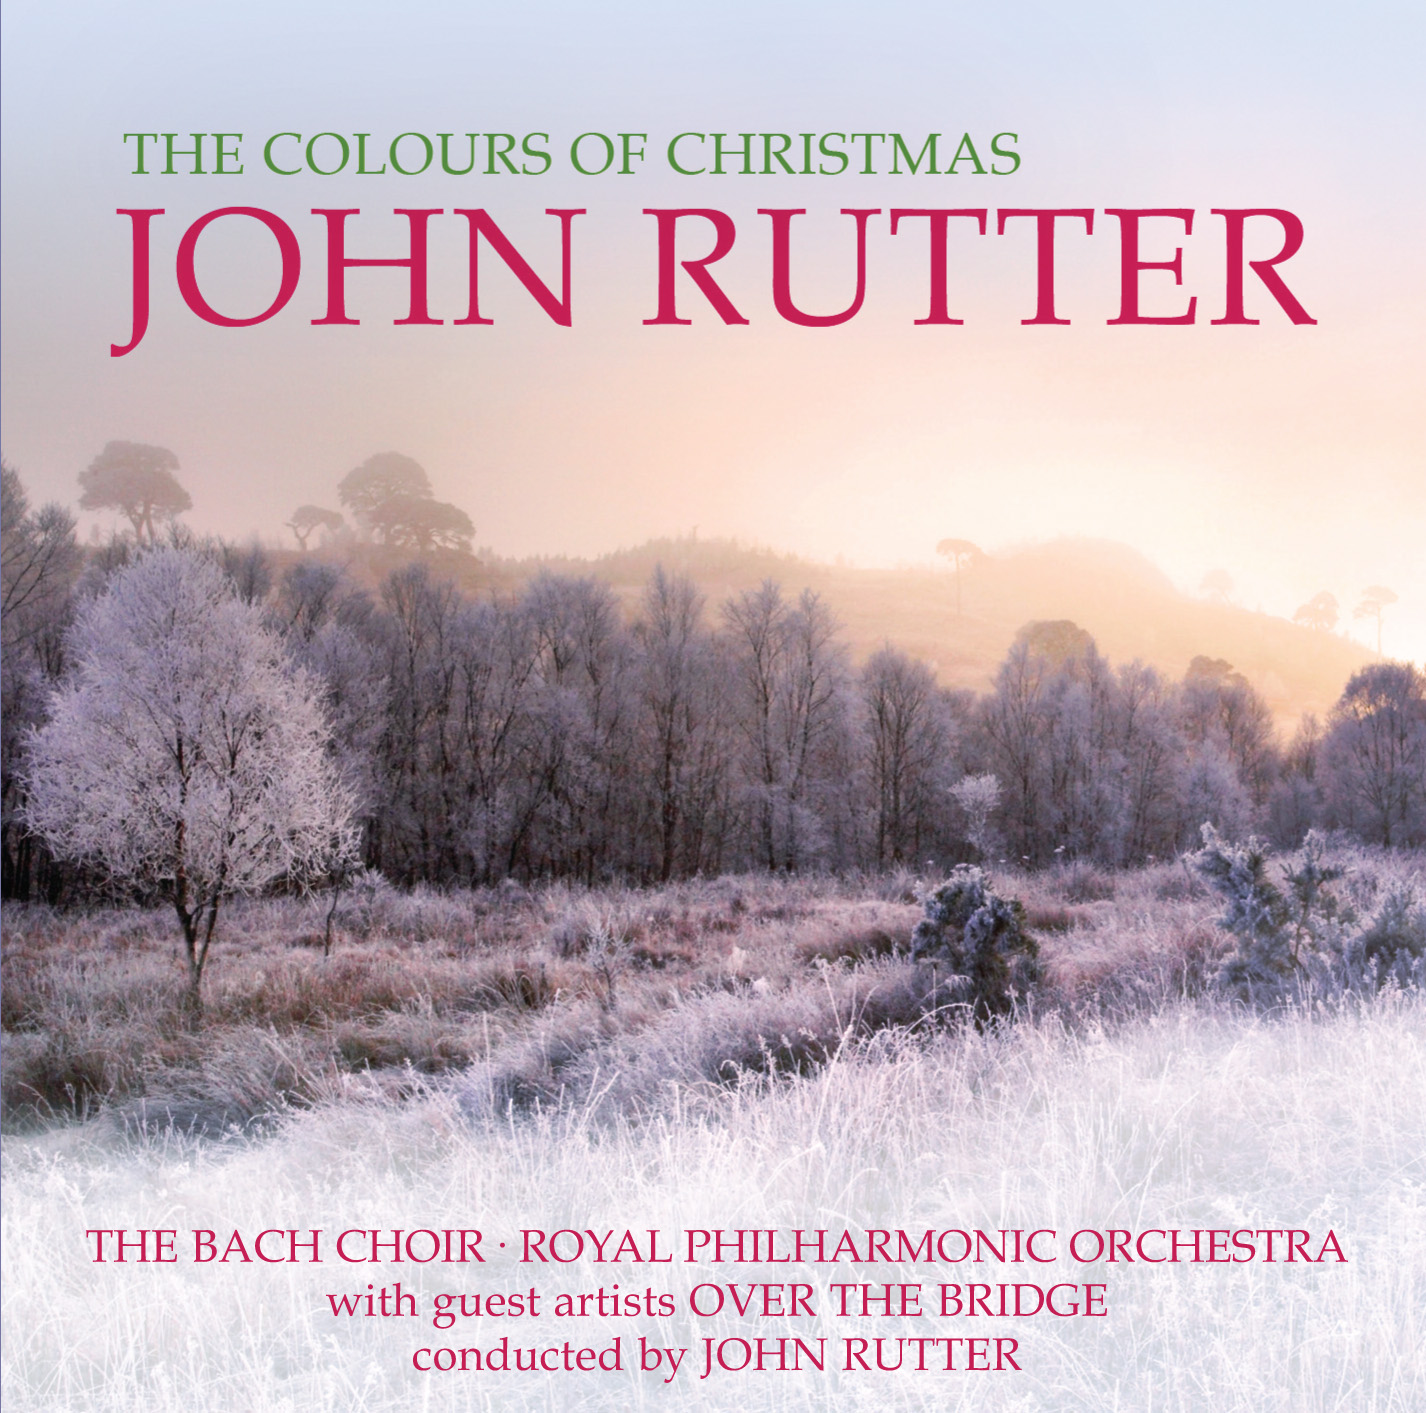 THE COLOURS OF CHRISTMAS
JOHN RUTTER
THE BACH CHOIR · ROYAL PHILHARMONIC ORCHESTRA
with guest artists OVER THE BRIDGE
conducted by JOHN RUTTER